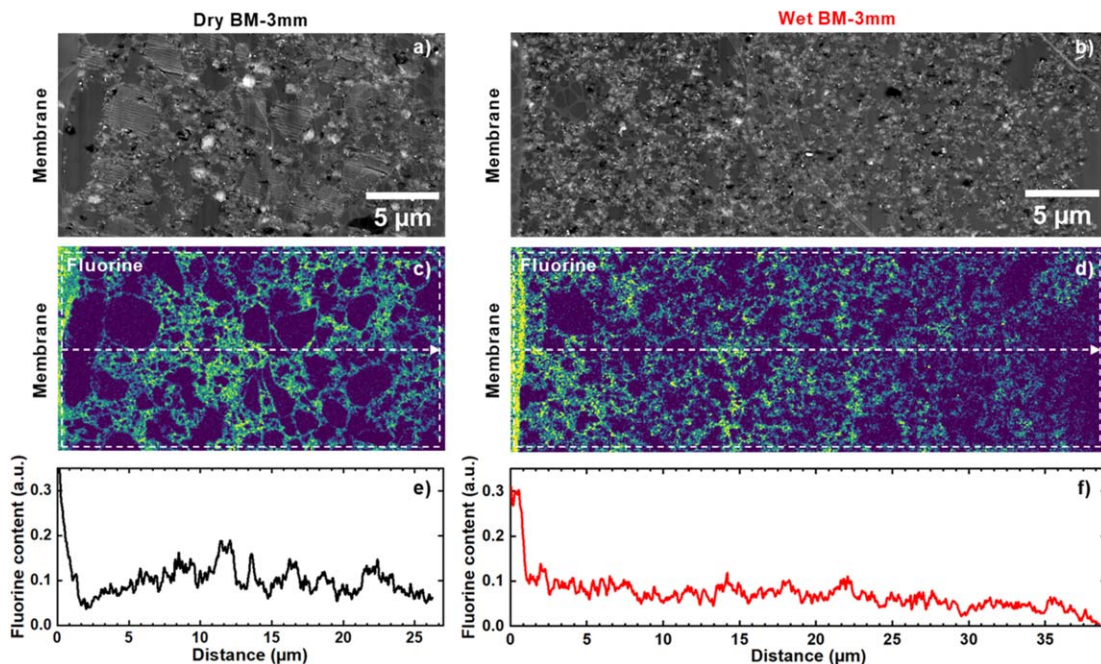 Dry BM-3mm
Wet BM-3mm
Membrane
a)
5 µm
Membrane
b)
5 µm
Membrane
Fluorine
c)
Membrane
Fluorine
d)
Fluorine content (a.u.)
0.3
0.2
0.1
0.0
e)
0
5
10
15
20
25
Distance (µm)
Fluorine content (a.u.)
0.3
0.2
0.1
0.0
f)
0
5
10
15
20
25
30
35
Distance (µm)